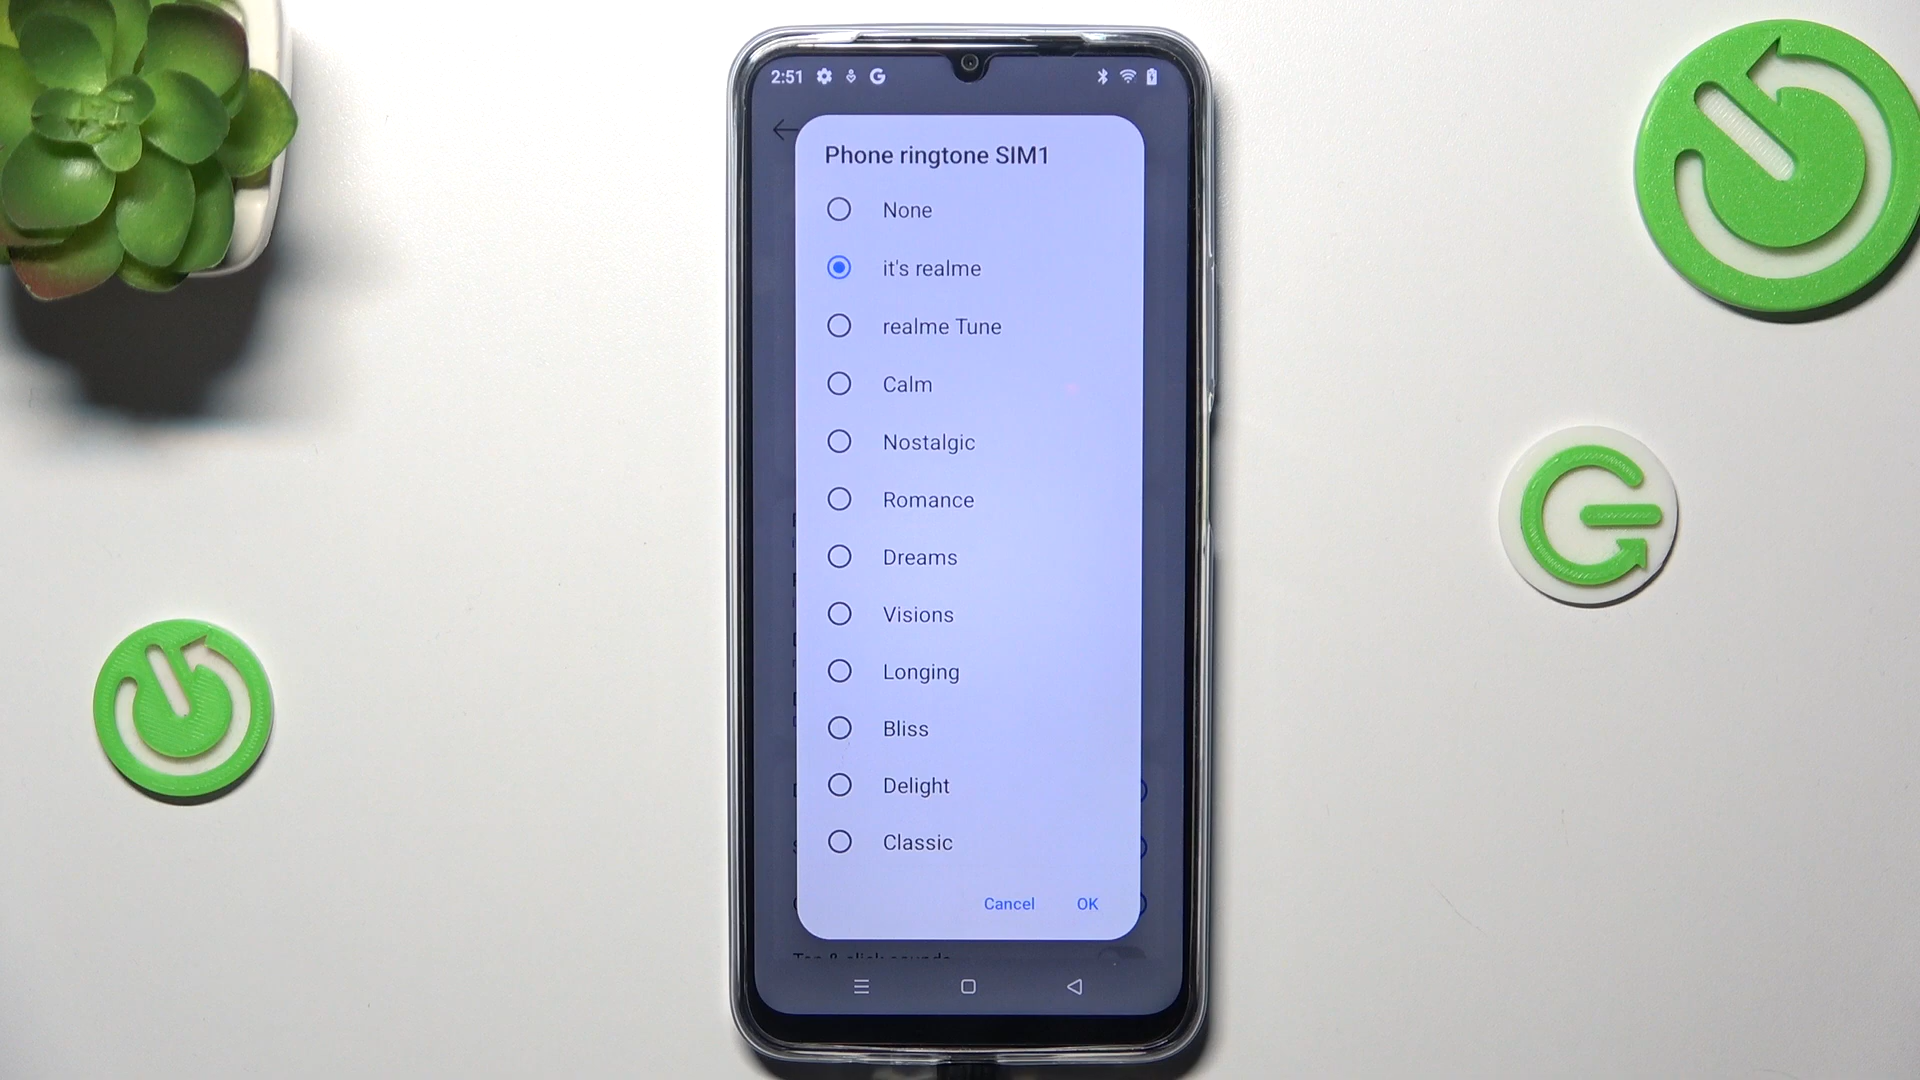 2:51
Phone ringtone SIM1
None
it's realme
realme Tune
Calm
Nostalgic
Romance
Dreams
Visions
Longing
Bliss
Delight
Classic
Cancel OK